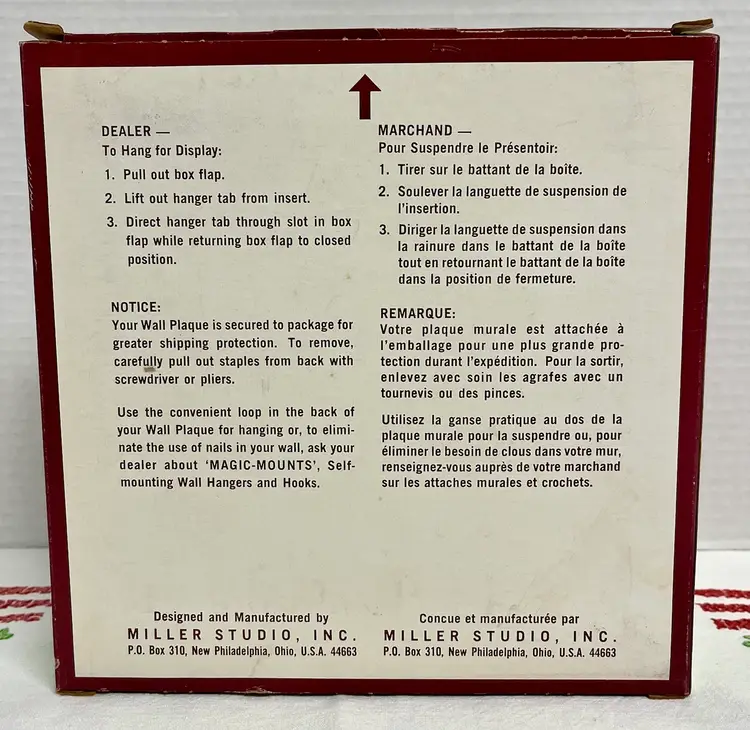 DEALER —
To Hang for Display:
1. Pull out box flap.
2. Lift out hanger tab from insert.
3. Direct hanger tab through slot in box
flap while returning box flap to closed
position.
NOTICE:
Your Wall Plaque is secured to package for
greater shipping protection. To remove,
carefully pull out staples from back with
screwdriver or pliers.
Use the convenient loop in the back of
your Wall Plaque for hanging or, to elimi-
nate the use of nails in your wall, ask your
dealer about 'MAGIC-MOUNTS', Self-
mounting Wall Hangers and Hooks.
Designed and Manufactured by
MILLER STUDIO, INC.
P.O. Box 310, New Philadelphia, Ohio, U.S.A. 44663
MARCHAND —
Pour Suspendre le Présentoir:
1. Tirer sur le battant de la boîte.
2. Soulever la languette de suspension de
l'insertion.
3. Diriger la languette de suspension dans
la rainure dans le battant de la boîte
tout en retournant le battant de la boîte
dans la position de fermeture.
REMARQUE:
Votre plaque murale est attachée à
l'emballage pour une plus grande pro-
tection durant l'expédition. Pour la sortir,
enlevez avec soin les agrafes avec un
tournevis ou des pinces.
Utilisez la ganse pratique au dos de la
plaque murale pour la suspendre ou, pour
éliminer le besoin de clous dans votre mur,
renseignez-vous auprès de votre marchand
sur les attaches murales et crochets.
Concue et manufacturée par
MILLER STUDIO, INC.
P.O. Box 310, New Philadelphia, Ohio, U.S.A. 44663